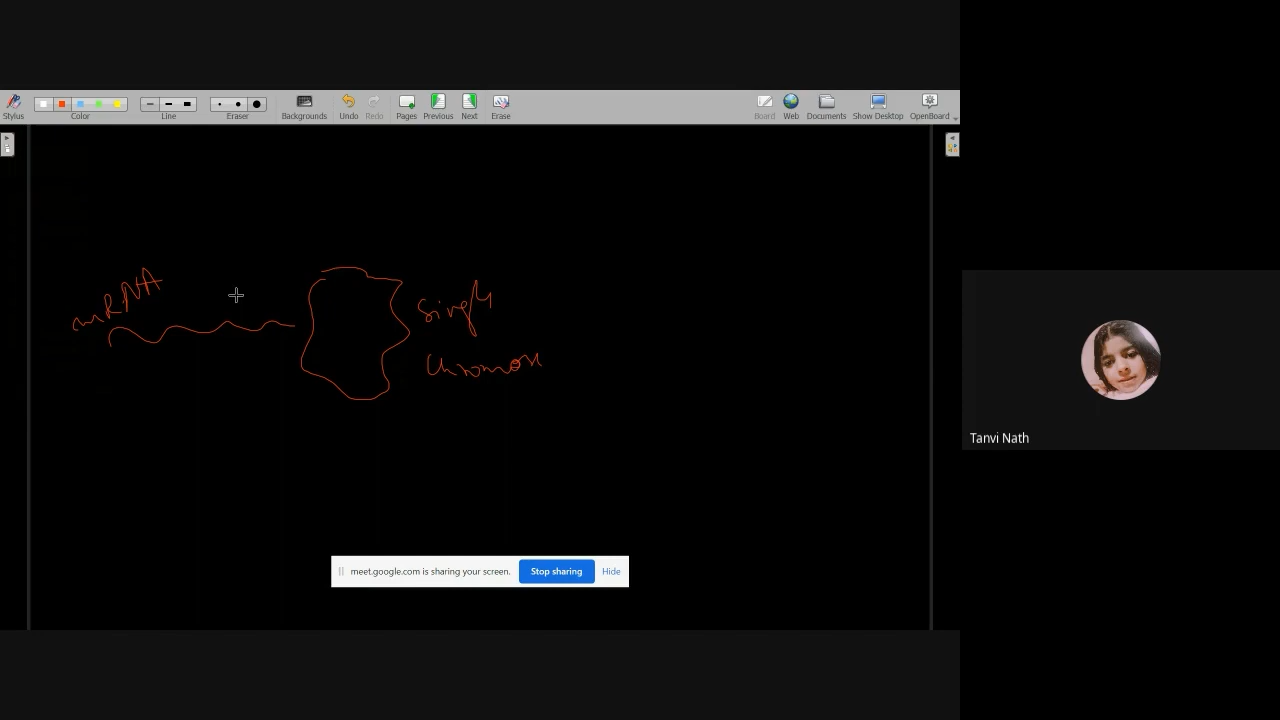 Stylus
Color
Line
Eraser
Backgrounds
Undo
Redo
Pages
Previous
Next
Erase
Board
Web
Documents
Show Desktop
OpenBoard
mRNA
Single
Chromoso
meet.google.com is sharing your screen.
Stop sharing
Hide
Tanvi Nath